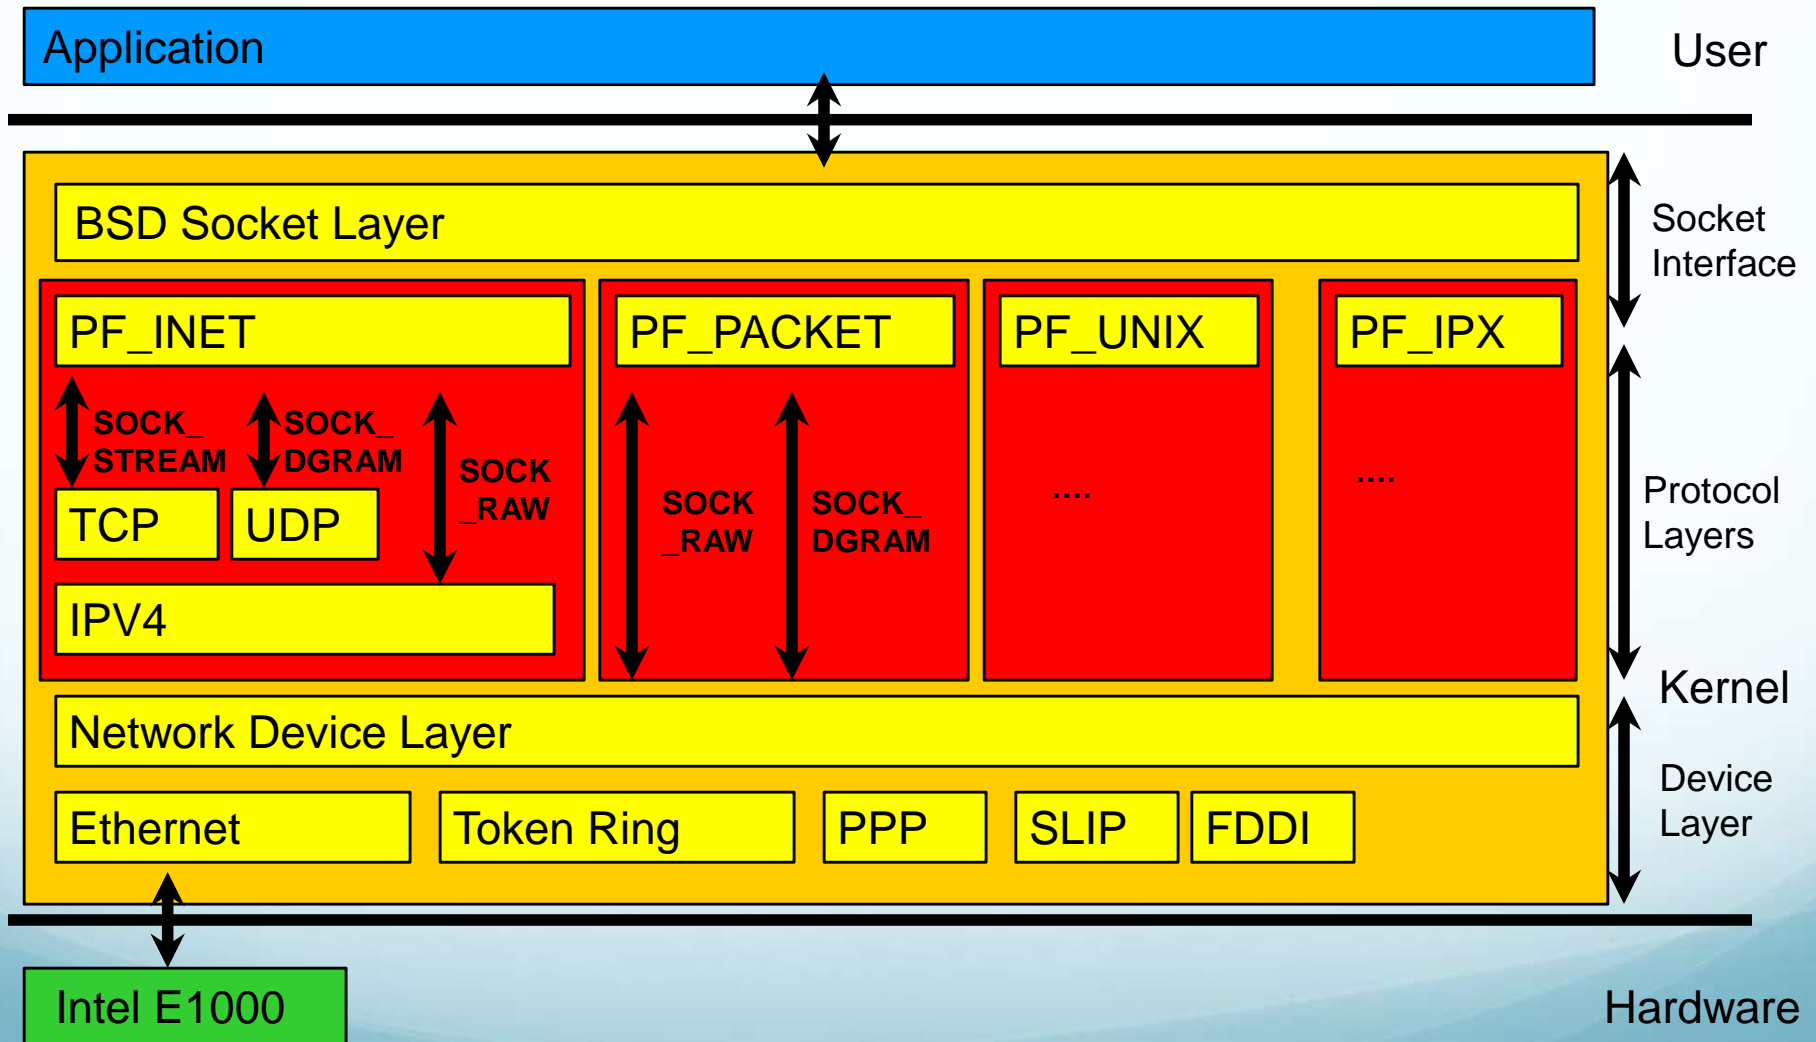 Application
User
BSD Socket Layer
Socket
Interface
PF_INET
PF_PACKET
PF_UNIX
PF_IPX
SOCK_
STREAM
SOCK_
DGRAM
SOCK
_RAW
TCP
UDP
IPV4
SOCK
_RAW
SOCK_
DGRAM
....
....
Protocol
Layers
Kernel
Network Device Layer
Device
Layer
Ethernet
Token Ring
PPP
SLIP
FDDI
Intel E1000
Hardware